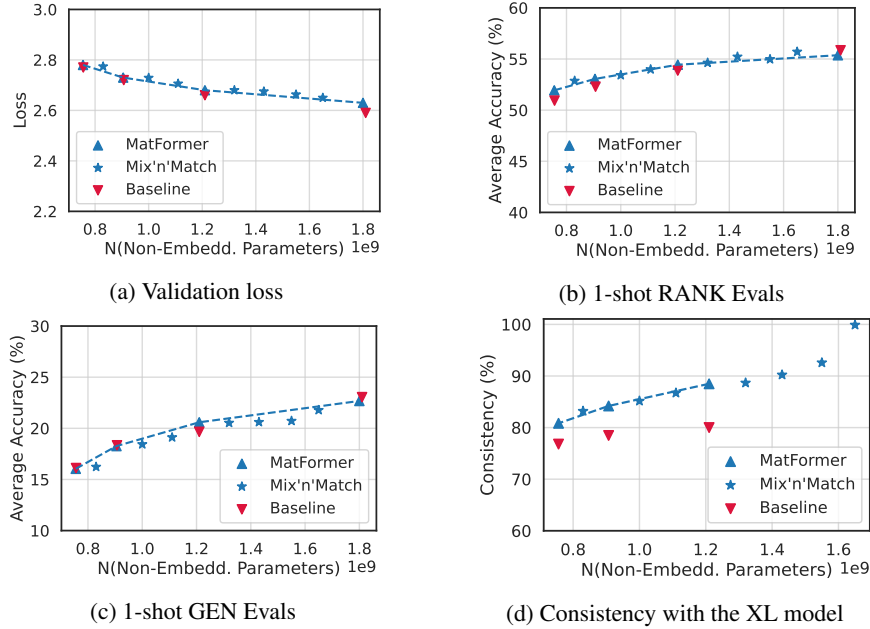 3.0
2.8
2.6
2.4
2.2
Loss
MatFormer
Mix'n'Match
Baseline
0.8 1.0 1.2 1.4 1.6 1.8
N(Non-Embedd. Parameters) 1e9
(a) Validation loss
60
55
50
45
40
Average Accuracy (%)
MatFormer
Mix'n'Match
Baseline
0.8 1.0 1.2 1.4 1.6 1.8
N(Non-Embedd. Parameters) 1e9
(b) 1-shot RANK Evals
30
25
20
15
10
Average Accuracy (%)
MatFormer
Mix'n'Match
Baseline
0.8 1.0 1.2 1.4 1.6 1.8
N(Non-Embedd. Parameters) 1e9
(c) 1-shot GEN Evals
100
90
80
70
60
Consistency (%)
MatFormer
Mix'n'Match
Baseline
0.8 1.0 1.2 1.4 1.6
N(Non-Embedd. Parameters) 1e9
(d) Consistency with the XL model